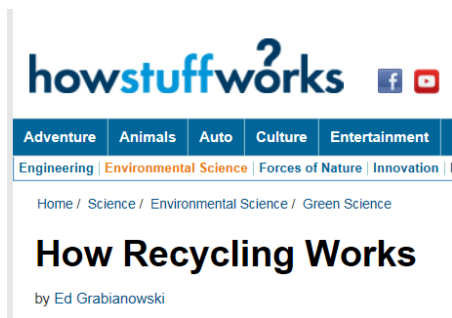 howstuffworks
Adventure Animals Auto Culture Entertainment
Engineering | Environmental Science | Forces of Nature | Innovation |
Home / Science / Environmental Science / Green Science
How Recycling Works
by Ed Grabianowski